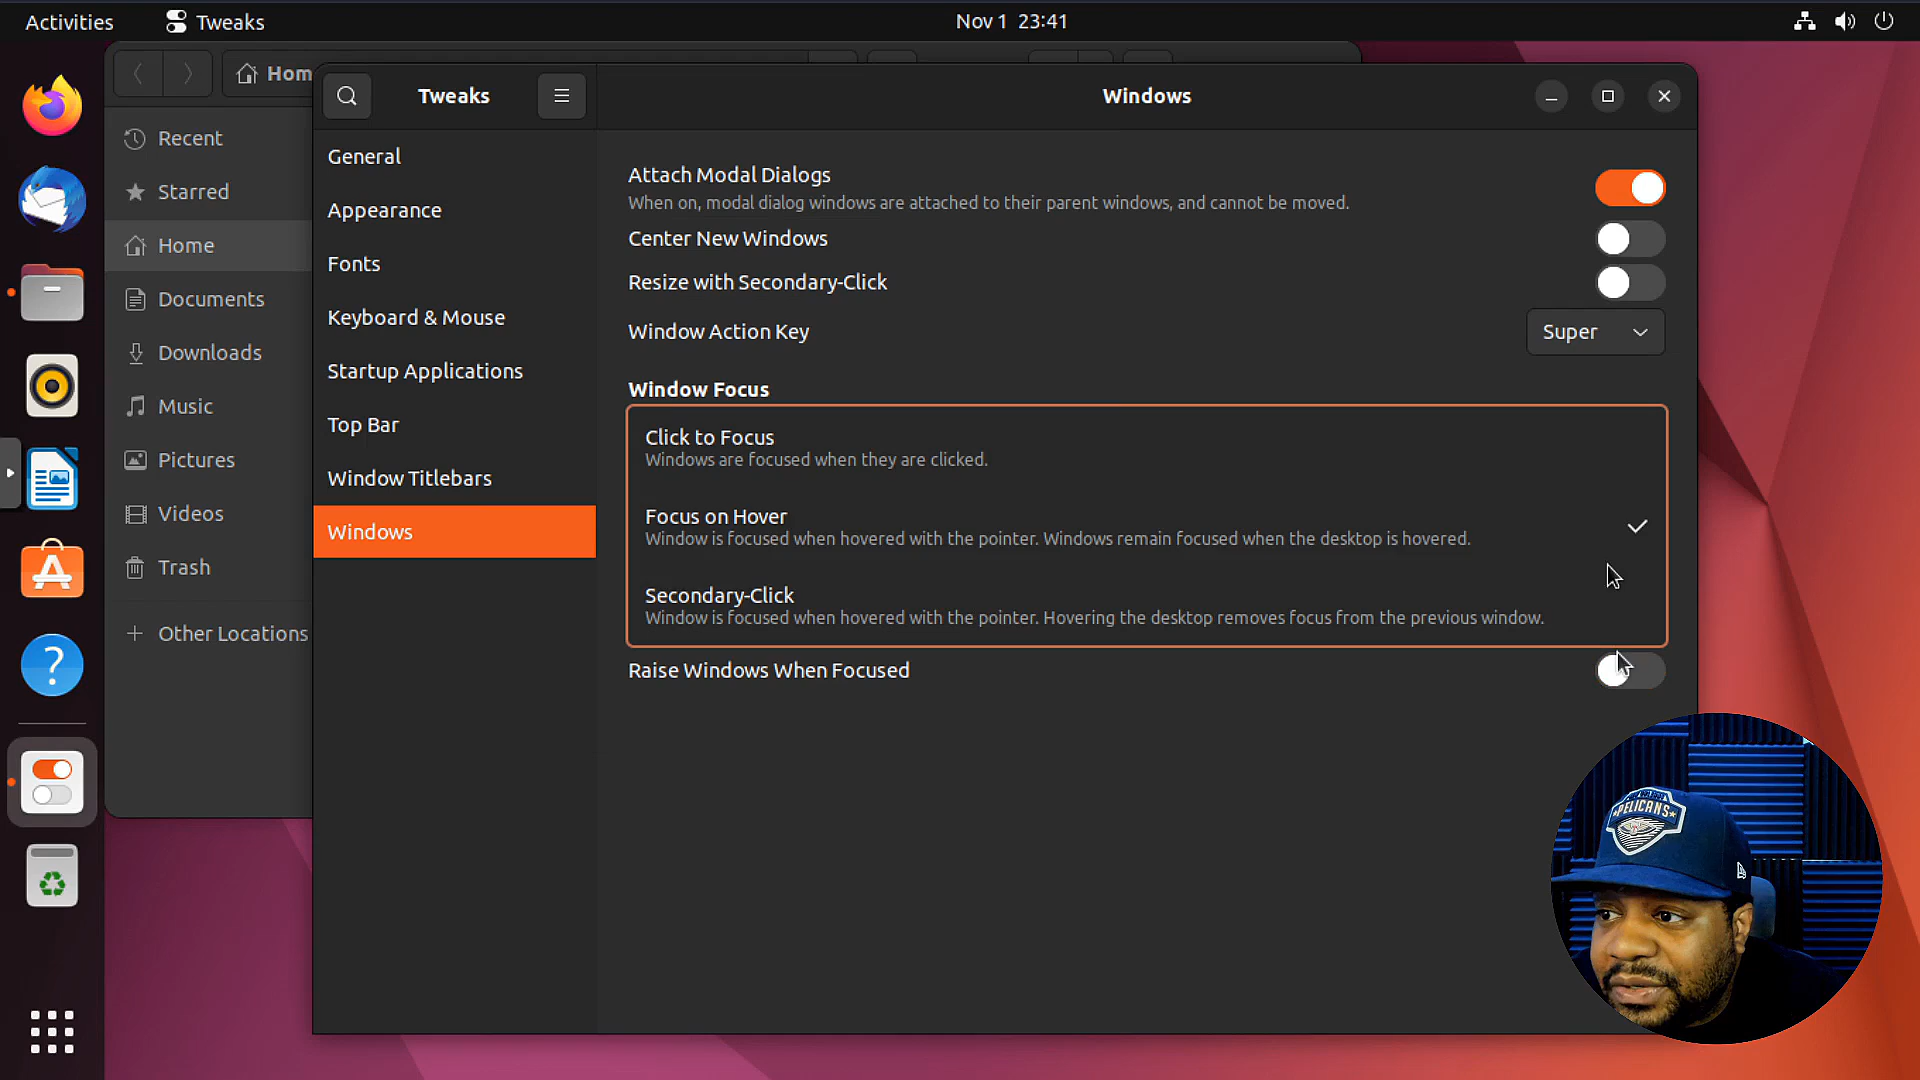 Activities
Tweaks
Nov 1 23:41
Hom
Recent
Starred
Home
Documents
Downloads
Music
Pictures
Videos
Trash
Other Locations
Tweaks
General
Appearance
Fonts
Keyboard & Mouse
Startup Applications
Top Bar
Window Titlebars
Windows
Windows
Attach Modal Dialogs
When on, modal dialog windows are attached to their parent windows, and cannot be moved.
Center New Windows
Resize with Secondary-Click
Window Action Key
Super
Window Focus
Click to Focus
Windows are focused when they are clicked.
Focus on Hover
Window is focused when hovered with the pointer. Windows remain focused when the desktop is hovered.
Secondary-Click
Window is focused when hovered with the pointer. Hovering the desktop removes focus from the previous window.
Raise Windows When Focused
PELICANS